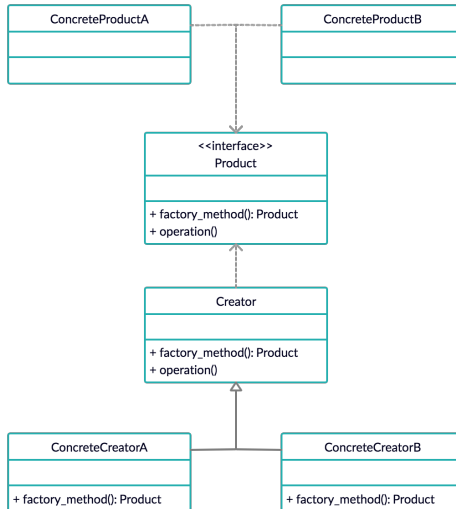 ConcreteProductA
ConcreteProductB
<<interface>>
Product
+ factory_method(): Product
+ operation()
Creator
+ factory_method(): Product
+ operation()
ConcreteCreatorA
+ factory_method(): Product
ConcreteCreatorB
+ factory_method(): Product